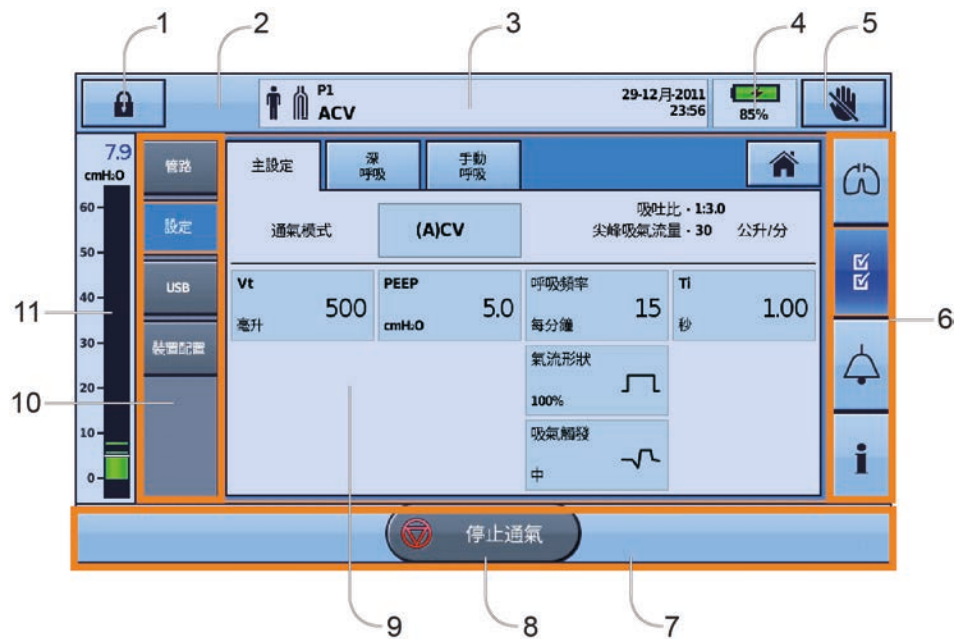 1
2
3
4
5
P1
ACV
29-12月-2011
23:56
85%
7.9
cmH₂O
60
50
40
30
20
10
0
管路
設定
USB
裝置配置
主設定
深
呼吸
手動
呼吸
通氣模式
(A)CV
吸吐比·1:3.0
尖峰吸氣流量·30 公升/分
Vt
500
毫升
PEEP
5.0
cmH₂O
呼吸頻率
15
每分鐘
Ti
1.00
秒
氣流形狀
100%
吸氣觸發
中
i
停止通氣
6
7
8
9
10
11